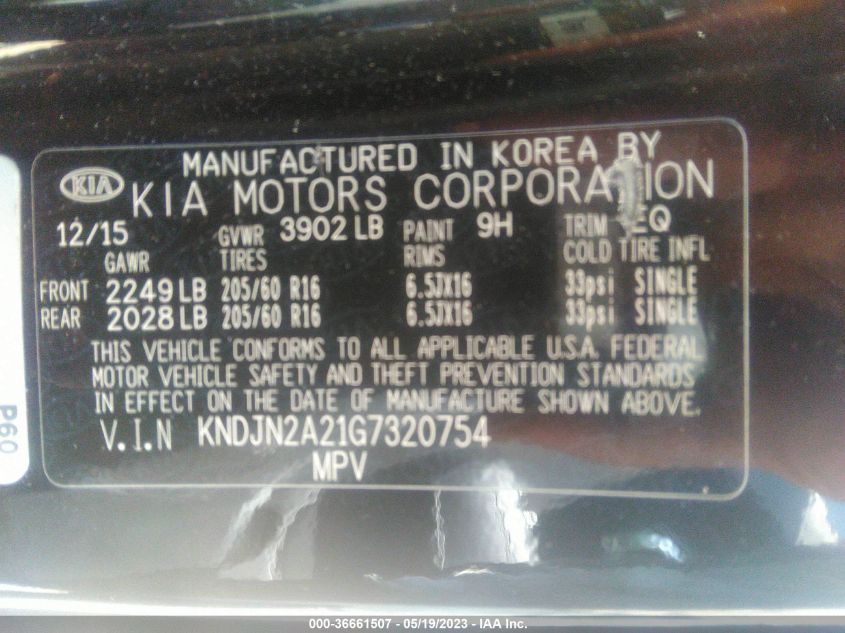 MANUFACTURED IN KOREA BY
KIA KIA MOTORS CORPORATION
12/15 GVWR 3902 LB PAINT 9H TRIM EQ
GAWR TIRES RIMS COLD TIRE INFL
FRONT 2249 LB 205/60 R16 6.5JX16 33psi SINGLE
REAR 2028 LB 205/60 R16 6.5JX16 33psi SINGLE
THIS VEHICLE CONFORMS TO ALL APPLICABLE U.S.A. FEDERAL
MOTOR VEHICLE SAFETY AND THEFT PREVENTION STANDARDS
IN EFFECT ON THE DATE OF MANUFACTURE SHOWN ABOVE.
V.I.N KNDJN2A21G7320754
MPV
P60
000-36661507 - 05/19/2023 - IAA Inc.